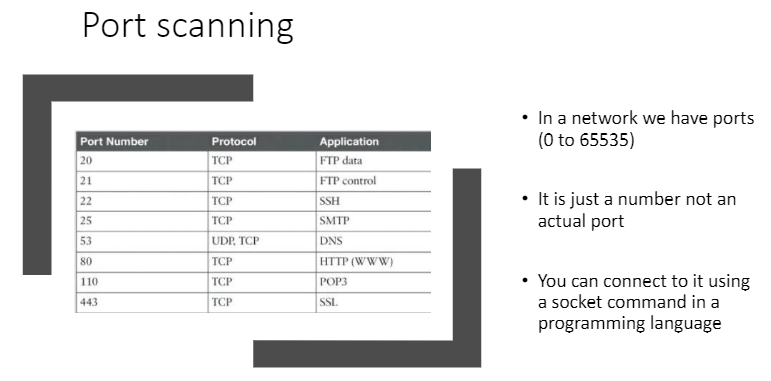 Port scanning
Port Number Protocol Application
20 TCP FTP data
21 TCP FTP control
22 TCP SSH
25 TCP SMTP
53 UDP, TCP DNS
80 TCP HTTP (WWW)
110 TCP POP3
443 TCP SSL
• In a network we have ports
(0 to 65535)
• It is just a number not an
actual port
• You can connect to it using
a socket command in a
programming language